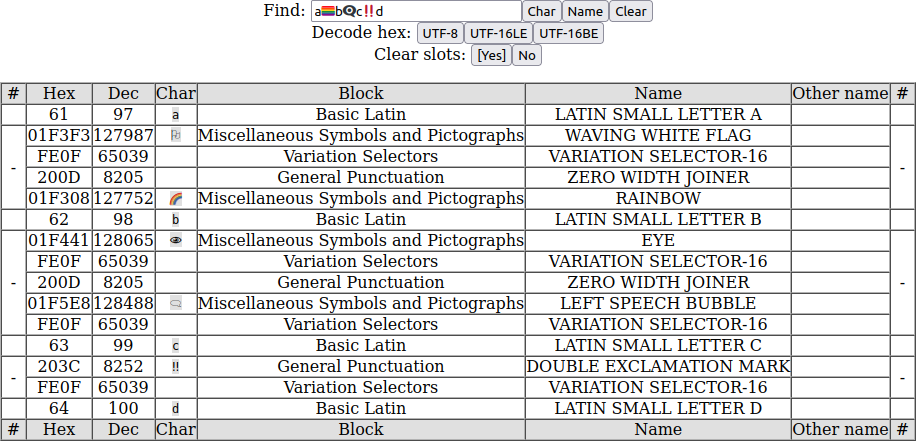 Find: a🏳️‍🌈b👁️‍🗨️c‼️d Char Name Clear
Decode hex: UTF-8 UTF-16LE UTF-16BE
Clear slots: [Yes] No
# Hex Dec Char Block Name Other name #
61 97 a Basic Latin LATIN SMALL LETTER A
01F3F3 127987 🏳 Miscellaneous Symbols and Pictographs WAVING WHITE FLAG
FE0F 65039 Variation Selectors VARIATION SELECTOR-16
- 200D 8205 General Punctuation ZERO WIDTH JOINER -
01F308 127752 🌈 Miscellaneous Symbols and Pictographs RAINBOW
62 98 b Basic Latin LATIN SMALL LETTER B
01F441 128065 👁 Miscellaneous Symbols and Pictographs EYE
FE0F 65039 Variation Selectors VARIATION SELECTOR-16
- 200D 8205 General Punctuation ZERO WIDTH JOINER -
01F5E8 128488 🗨 Miscellaneous Symbols and Pictographs LEFT SPEECH BUBBLE
FE0F 65039 Variation Selectors VARIATION SELECTOR-16
63 99 c Basic Latin LATIN SMALL LETTER C
- 203C 8252 ‼ General Punctuation DOUBLE EXCLAMATION MARK -
FE0F 65039 Variation Selectors VARIATION SELECTOR-16
64 100 d Basic Latin LATIN SMALL LETTER D
# Hex Dec Char Block Name Other name #